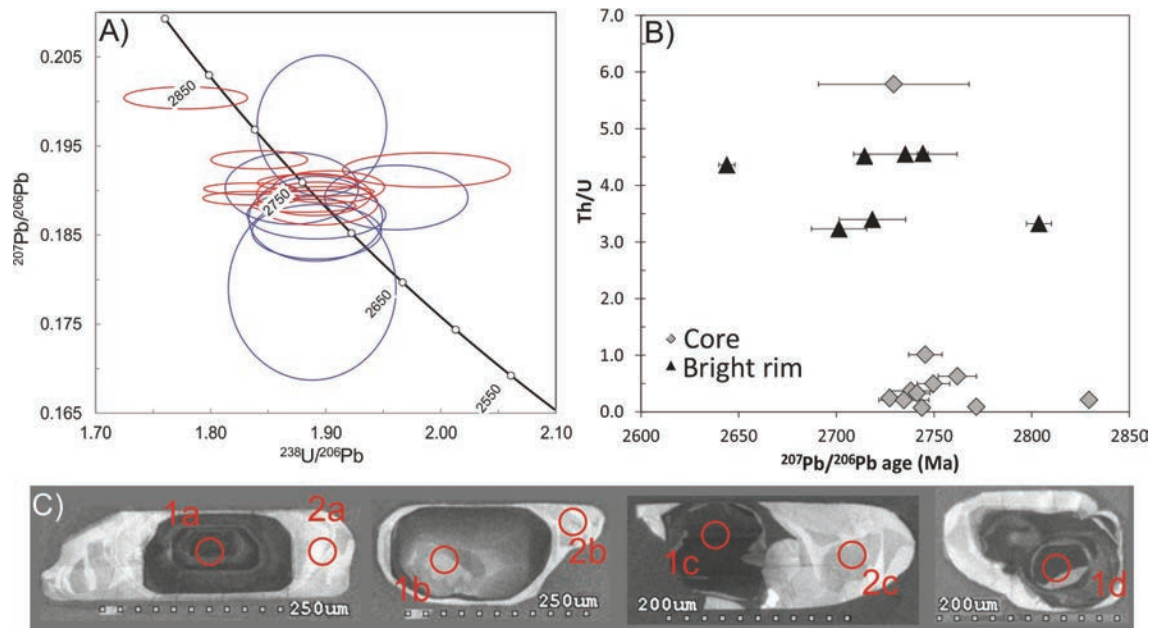 A)
0.205
0.195
0.185
0.175
0.165
207Pb/206Pb
2850
2750
2650
2550
1.70 1.80 1.90 2.00 2.10
238U/206Pb
B)
7.0
6.0
5.0
4.0
3.0
2.0
1.0
0.0
Th/U
Core
Bright rim
2600 2650 2700 2750 2800 2850
207Pb/206Pb age (Ma)
C)
1a 2a
250um
1b 2b
250um
1c 2c
200um
1d
200um